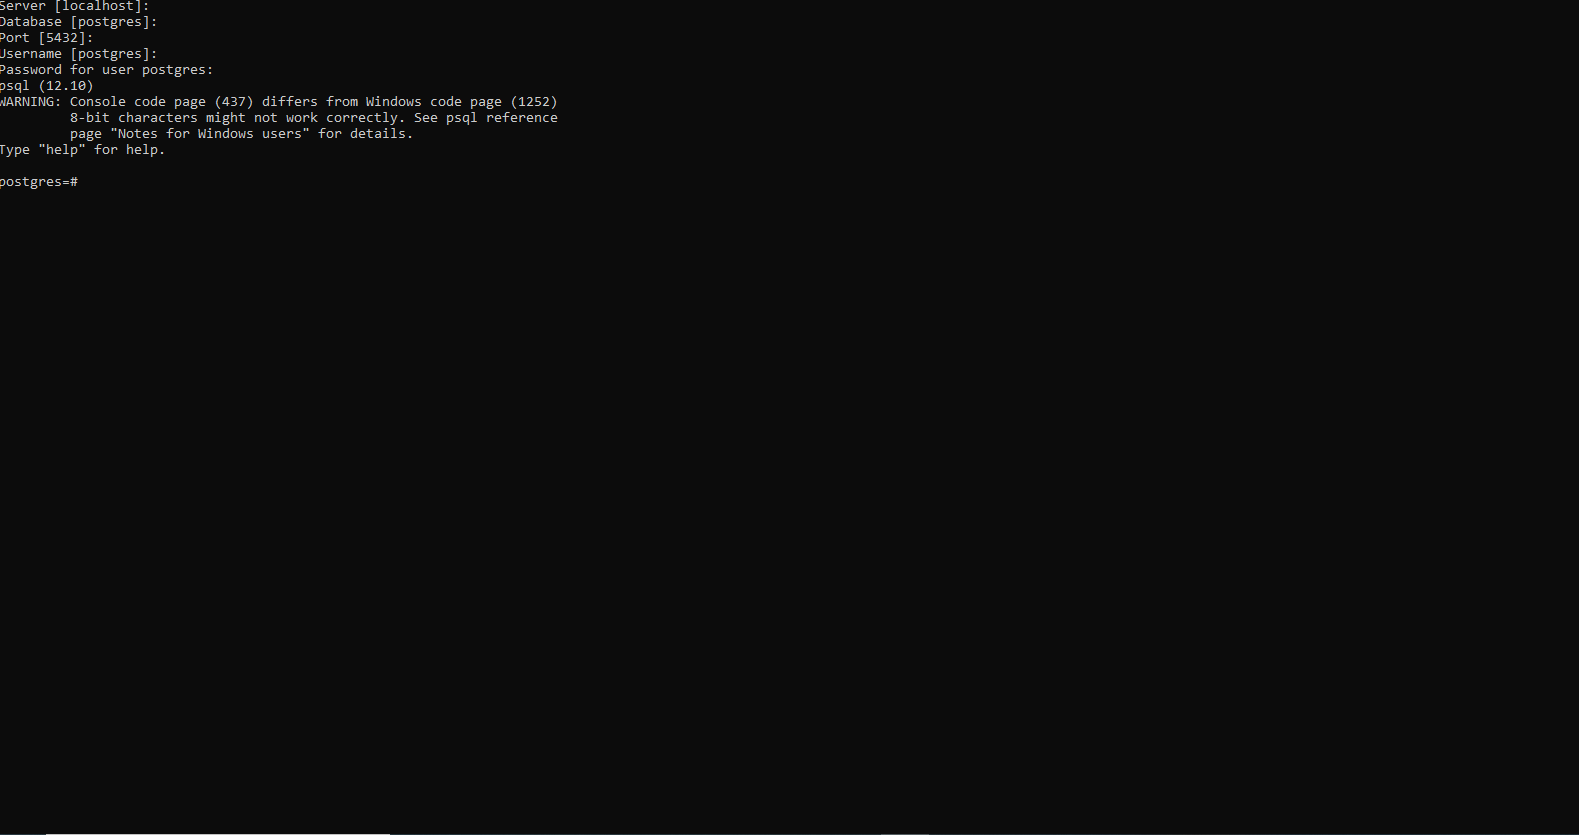 Server [localhost]:
Database [postgres]:
Port [5432]:
Username [postgres]:
Password for user postgres:
psql (12.10)
WARNING: Console code page (437) differs from Windows code page (1252)
8-bit characters might not work correctly. See psql reference
page "Notes for Windows users" for details.
Type "help" for help.
postgres=#